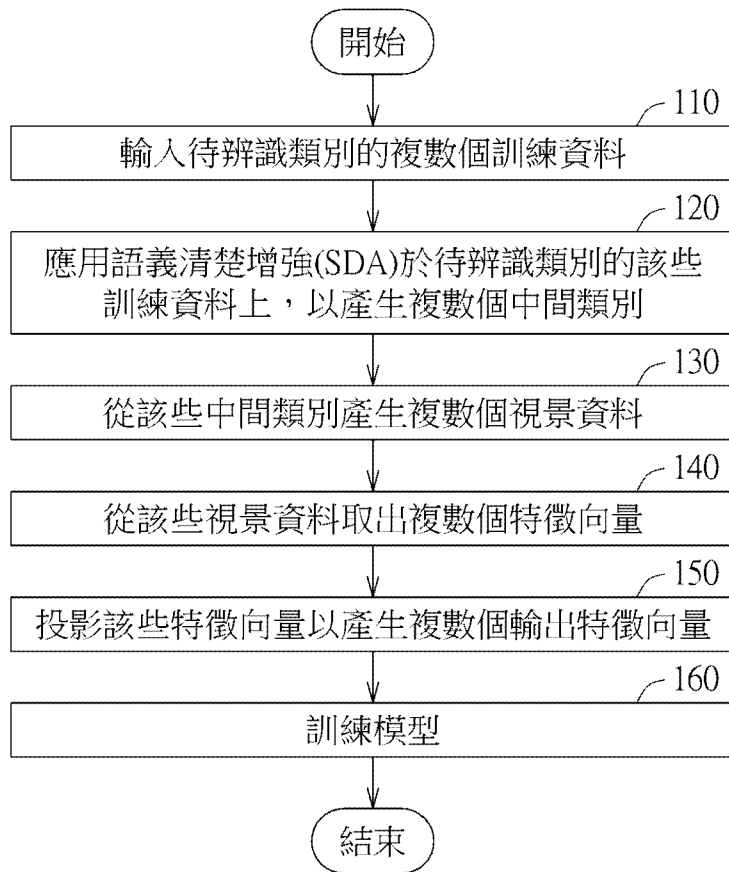 開始
110
輸入待辨識類別的複數個訓練資料
120
應用語義清楚增強(SDA)於待辨識類別的該些
訓練資料上，以產生複數個中間類別
130
從該些中間類別產生複數個視景資料
140
從該些視景資料取出複數個特徵向量
150
投影該些特徵向量以產生複數個輸出特徵向量
160
訓練模型
結束